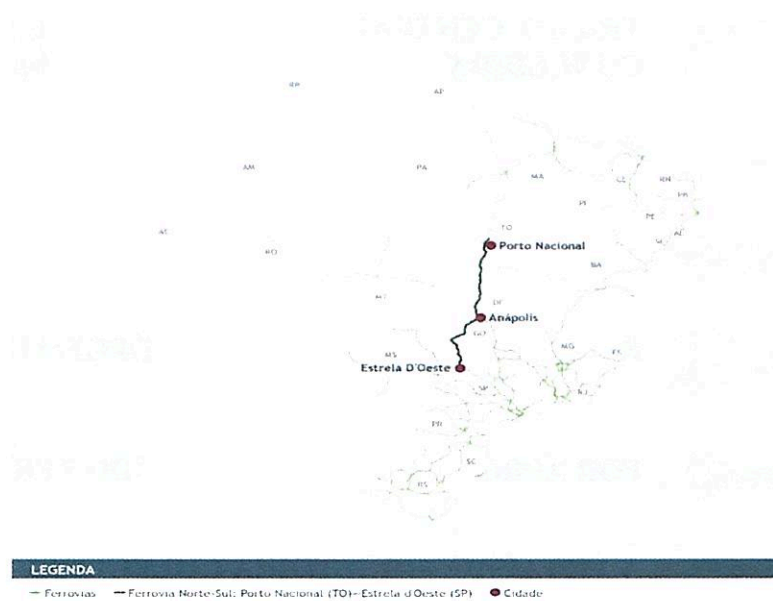 RR
AP
AM
PA
MA
CE
RN
PB
PI
PE
AC
TO
AL
SE
Porto Nacional
RO
BA
MT
DF
Anápolis
GO
MS
MG
ES
Estrela D'Oeste
SP
RJ
PR
SC
RS
LEGENDA
Ferrovias
Ferrovia Norte-Sul: Porto Nacional (TO)—Estrela d'Oeste (SP)
Cidade